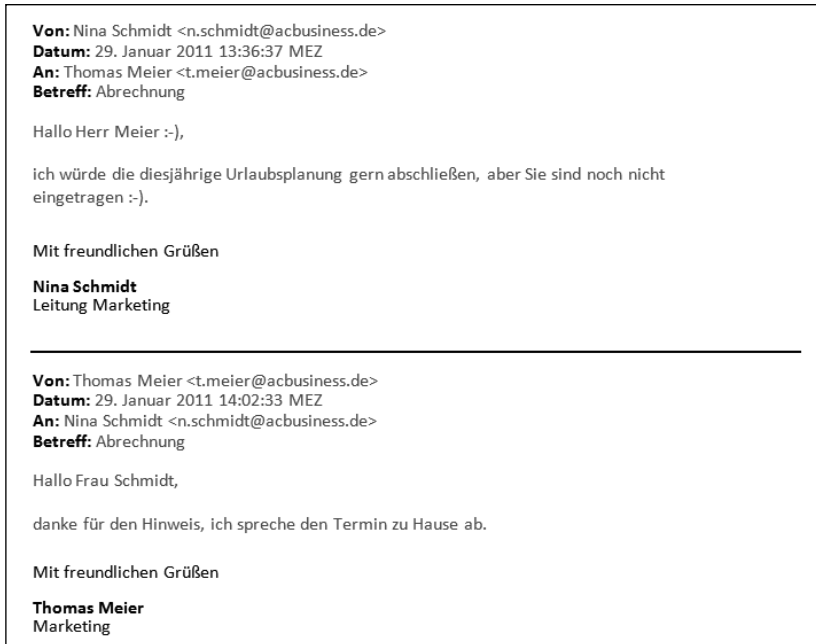 Von: Nina Schmidt <n.schmidt@acbusiness.de>
Datum: 29. Januar 2011 13:36:37 MEZ
An: Thomas Meier <t.meier@acbusiness.de>
Betreff: Abrechnung
Hallo Herr Meier :-),
ich würde die diesjährige Urlaubsplanung gern abschließen, aber Sie sind noch nicht
eingetragen :-).
Mit freundlichen Grüßen
Nina Schmidt
Leitung Marketing
Von: Thomas Meier <t.meier@acbusiness.de>
Datum: 29. Januar 2011 14:02:33 MEZ
An: Nina Schmidt <n.schmidt@acbusiness.de>
Betreff: Abrechnung
Hallo Frau Schmidt,
danke für den Hinweis, ich spreche den Termin zu Hause ab.
Mit freundlichen Grüßen
Thomas Meier
Marketing